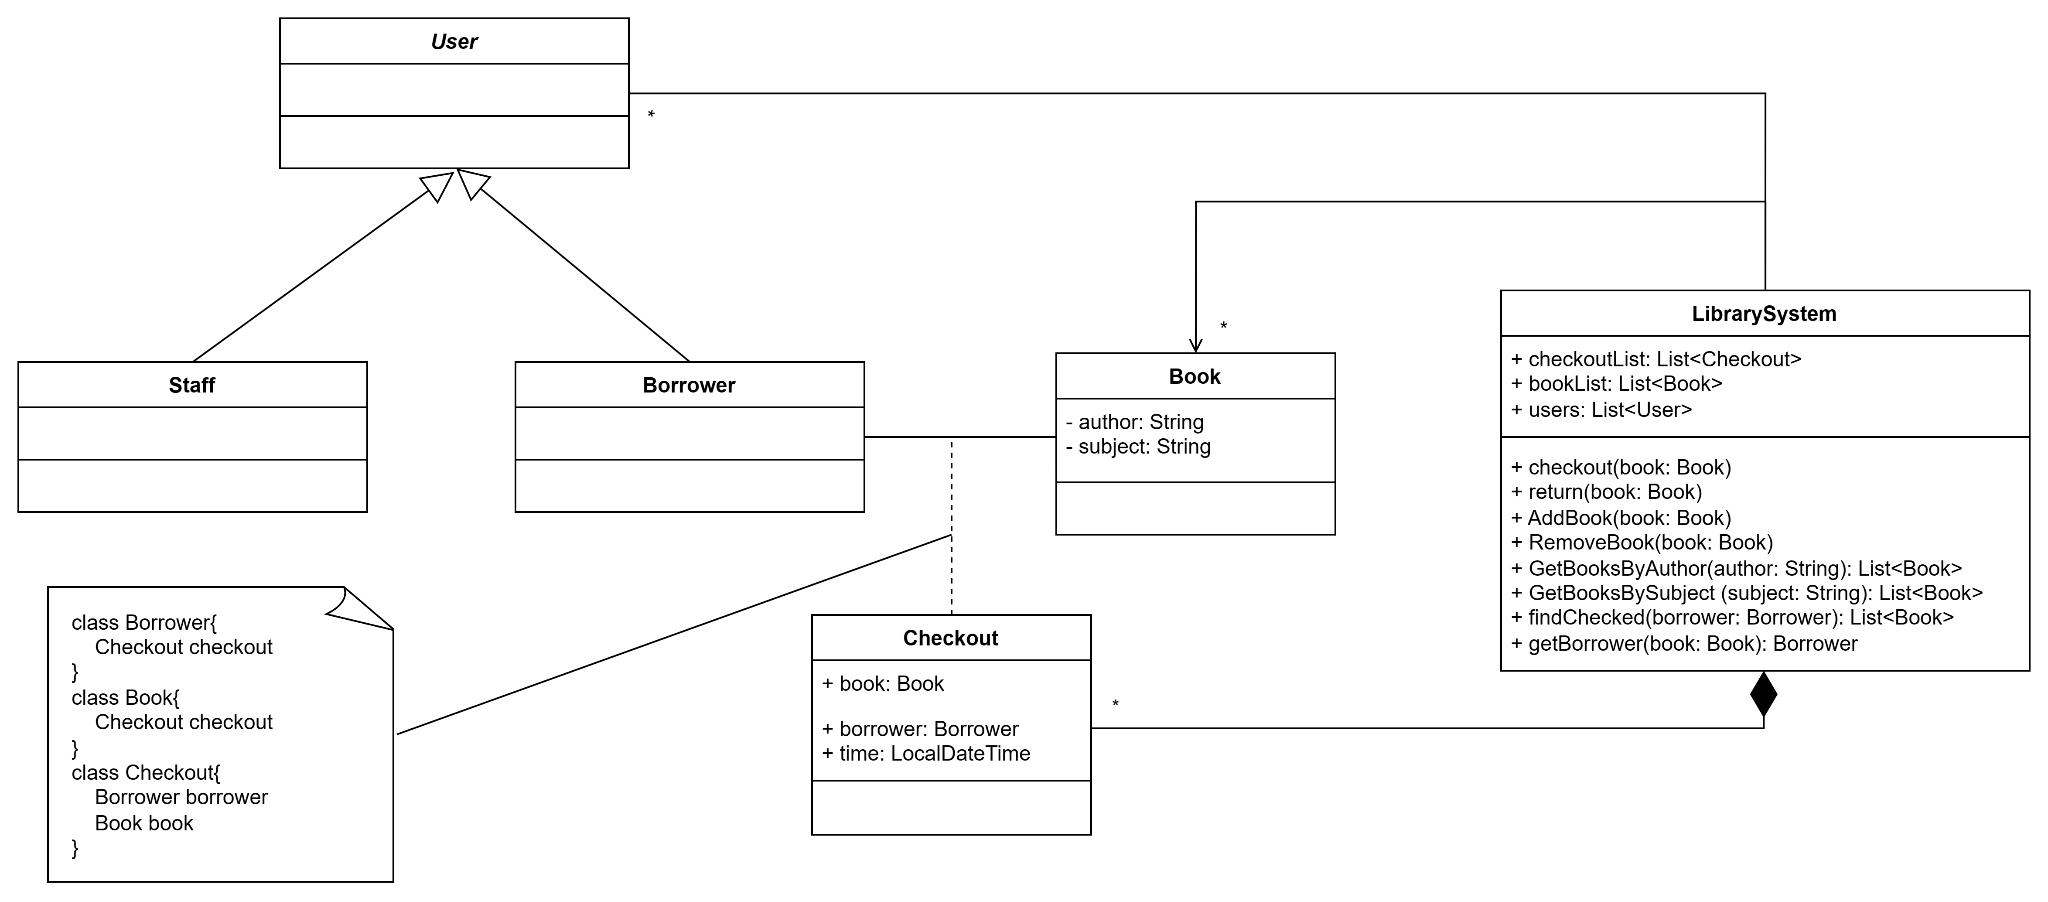 User
*
Staff
Borrower
*
Book
- author: String
- subject: String
LibrarySystem
+ checkoutList: List<Checkout>
+ bookList: List<Book>
+ users: List<User>
+ checkout(book: Book)
+ return(book: Book)
+ AddBook(book: Book)
+ RemoveBook(book: Book)
+ GetBooksByAuthor(author: String): List<Book>
+ GetBooksBySubject (subject: String): List<Book>
+ findChecked(borrower: Borrower): List<Book>
+ getBorrower(book: Book): Borrower
class Borrower{
Checkout checkout
}
class Book{
Checkout checkout
}
class Checkout{
Borrower borrower
Book book
}
Checkout
+ book: Book
+ borrower: Borrower
+ time: LocalDateTime
*